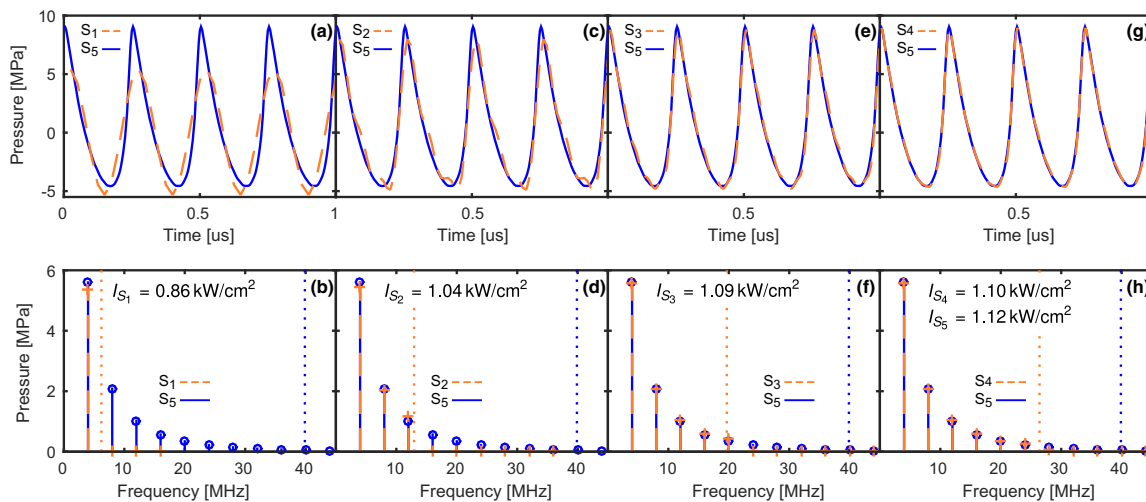 10
5
0
-5
Pressure [MPa]
S1
S5
(a)
0
0.5
1
Time [us]
S2
S5
(c)
0.5
Time [us]
S3
S5
(e)
0.5
Time [us]
S4
S5
(g)
0.5
Time [us]
6
4
2
0
Pressure [MPa]
IS1 = 0.86 kW/cm2
(b)
S1
S5
0
10
20
30
40
Frequency [MHz]
IS2 = 1.04 kW/cm2
(d)
S2
S5
10
20
30
40
Frequency [MHz]
IS3 = 1.09 kW/cm2
(f)
S3
S5
10
20
30
40
Frequency [MHz]
IS4 = 1.10 kW/cm2
IS5 = 1.12 kW/cm2
(h)
S4
S5
10
20
30
40
Frequency [MHz]